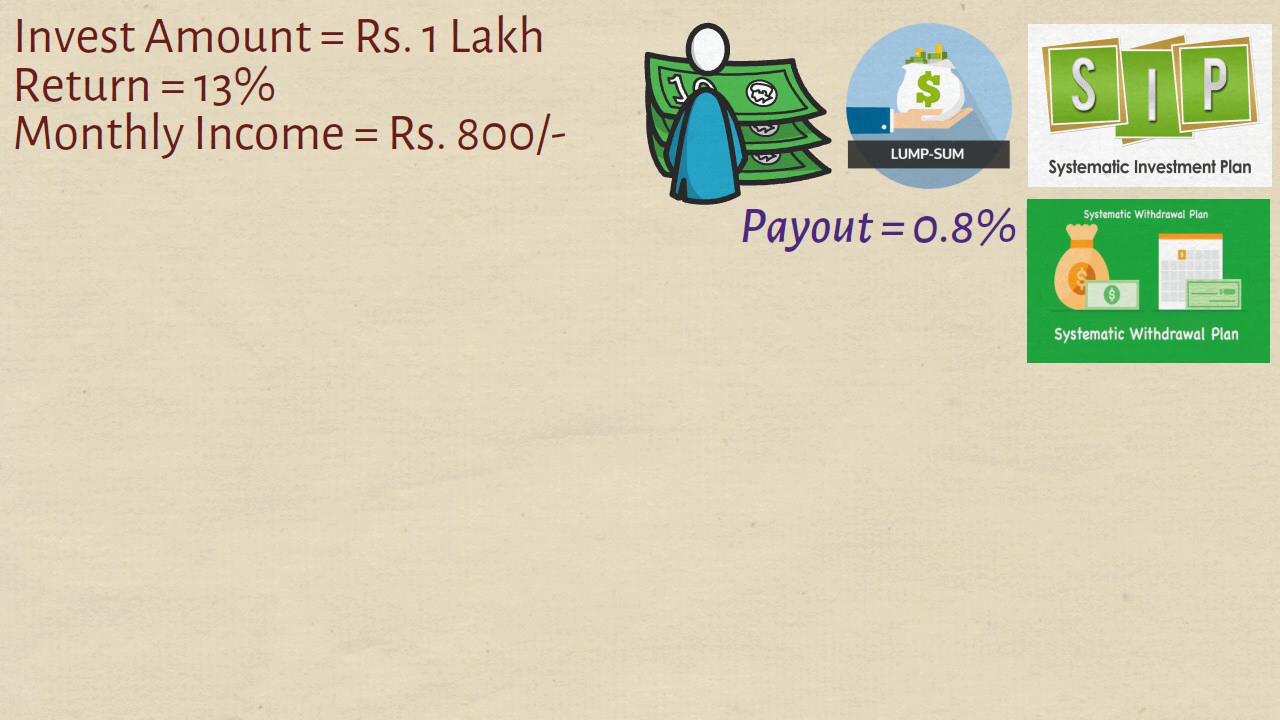 Invest Amount = Rs. 1 Lakh
Return = 13%
Monthly Income = Rs. 800/-
10
$
LUMP-SUM
S I P
Systematic Investment Plan
Payout = 0.8%
Systematic Withdrawal Plan
$
$
$
Systematic Withdrawal Plan